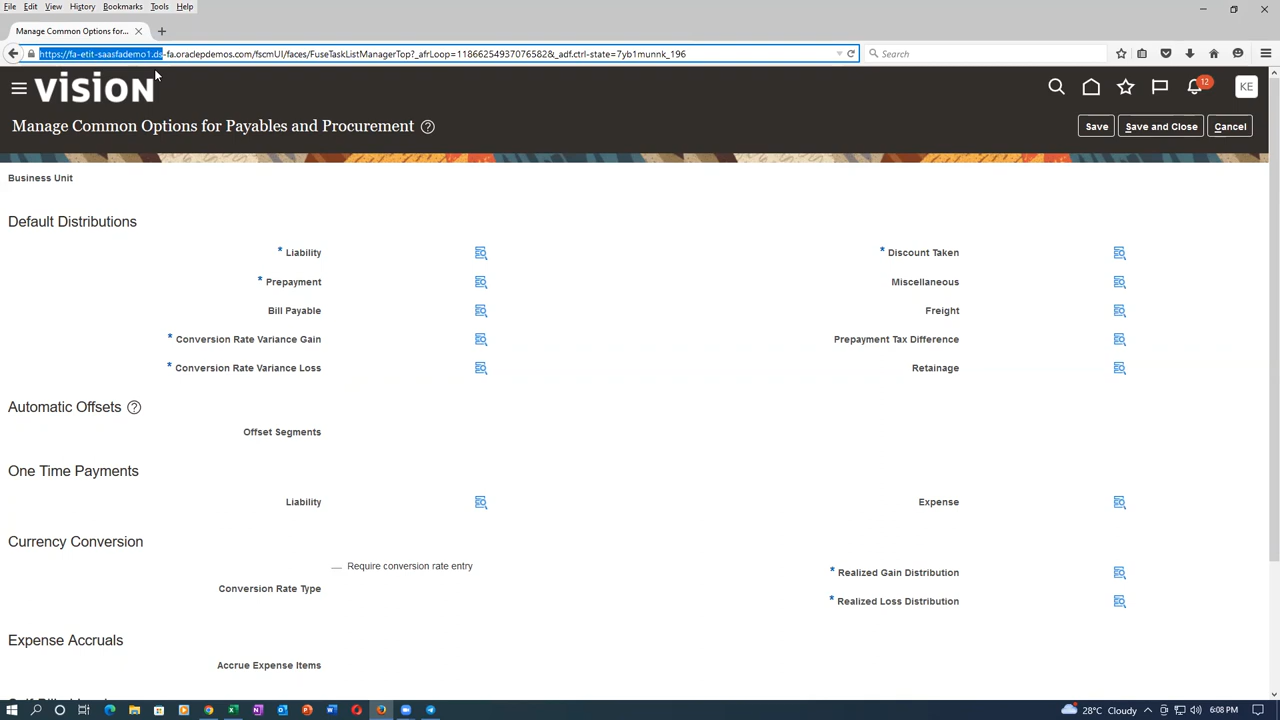 File Edit View History Bookmarks Tools Help
Manage Common Options for...
https://fa-etit-saasfademo1.ds-fa.oraclepdemos.com/fscmUI/faces/FuseTaskListManagerTop?_afrLoop=11866254937076582&_adf.ctrl-state=7yb1munnk_196
Search
vision
12
KE
Manage Common Options for Payables and Procurement
Save
Save and Close
Cancel
Business Unit
Default Distributions
* Liability
* Discount Taken
* Prepayment
Miscellaneous
Bill Payable
Freight
* Conversion Rate Variance Gain
Prepayment Tax Difference
* Conversion Rate Variance Loss
Retainage
Automatic Offsets
Offset Segments
One Time Payments
Liability
Expense
Currency Conversion
Require conversion rate entry
* Realized Gain Distribution
Conversion Rate Type
* Realized Loss Distribution
Expense Accruals
Accrue Expense Items
28°C Cloudy
6:08 PM